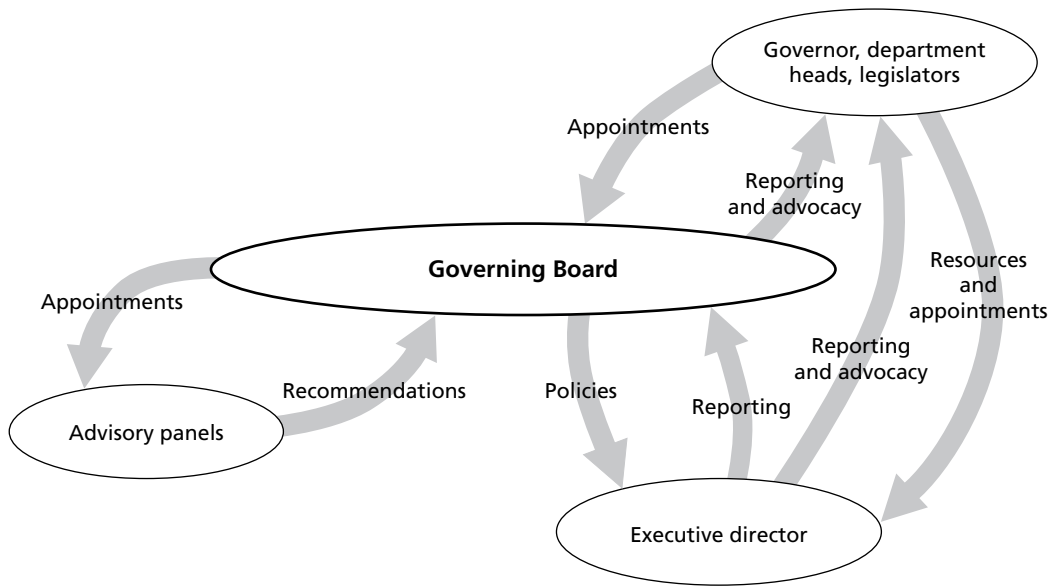 Governor, department
heads, legislators
Appointments
Reporting
and advocacy
Governing Board
Resources
and
appointments
Appointments
Reporting
and advocacy
Recommendations
Policies
Reporting
Advisory panels
Executive director